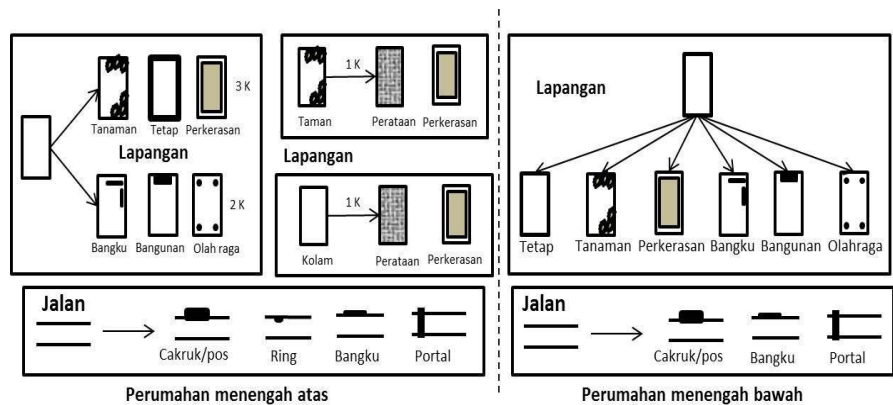 Tanaman Tetap Perkerasan 3 K
Lapangan
Bangku Bangunan Olah raga 2 K
1 K
Taman Perataan Perkerasan
Lapangan
1 K
Kolam Perataan Perkerasan
Jalan
Cakruk/pos Ring Bangku Portal
Perumahan menengah atas
Lapangan
Tetap Tanaman Perkerasan Bangku Bangunan Olahraga
Jalan
Cakruk/pos Bangku Portal
Perumahan menengah bawah